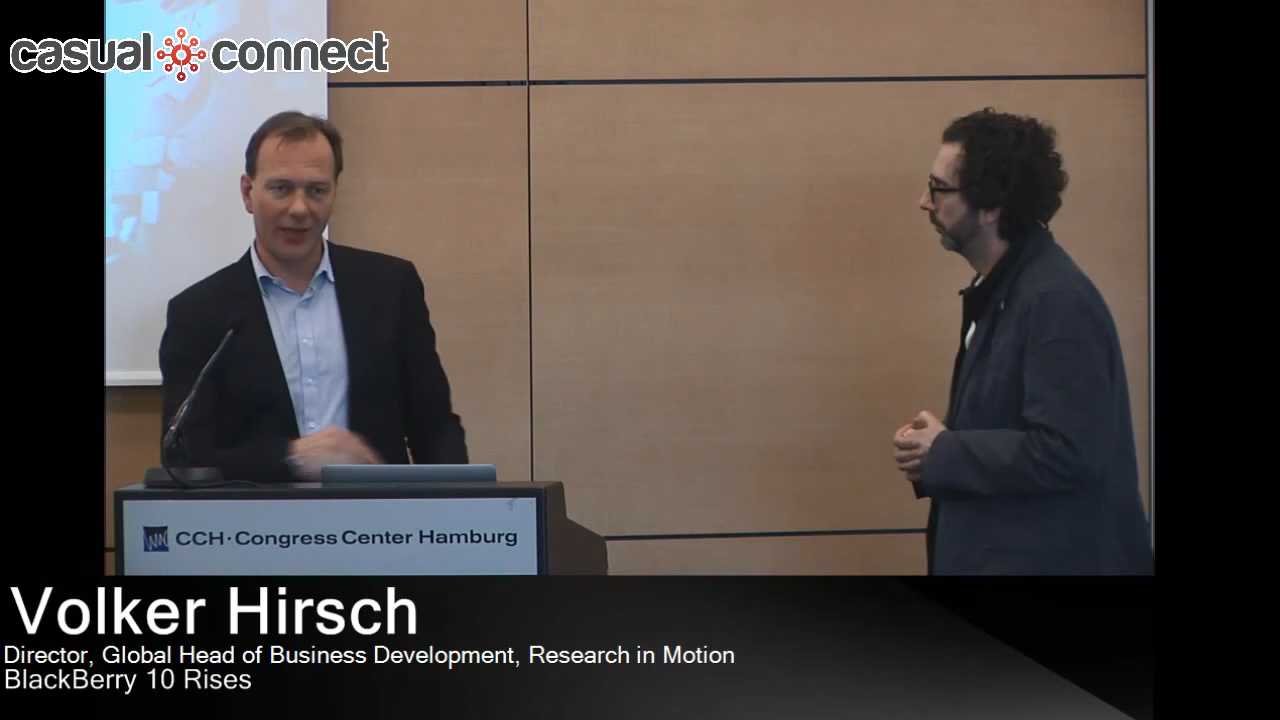 casual connect
CCH·Congress Center Hamburg
Volker Hirsch
Director, Global Head of Business Development, Research in Motion
BlackBerry 10 Rises